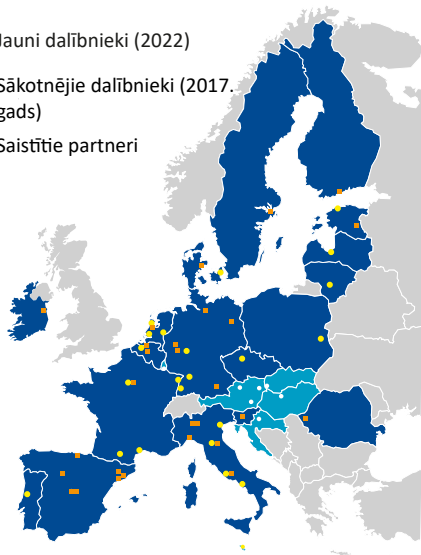 Jauni dalībnieki (2022)
Sākotnējie dalībnieki (2017.
gads)
Saistītie partneri